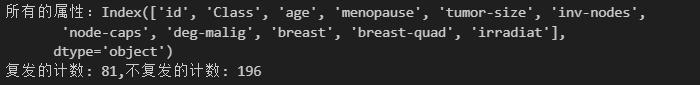 所有的属性：Index(['id', 'Class', 'age', 'menopause', 'tumor-size', 'inv-nodes',
       'node-caps', 'deg-malig', 'breast', 'breast-quad', 'irradiat'],
      dtype='object')
复发的计数: 81,不复发的计数: 196